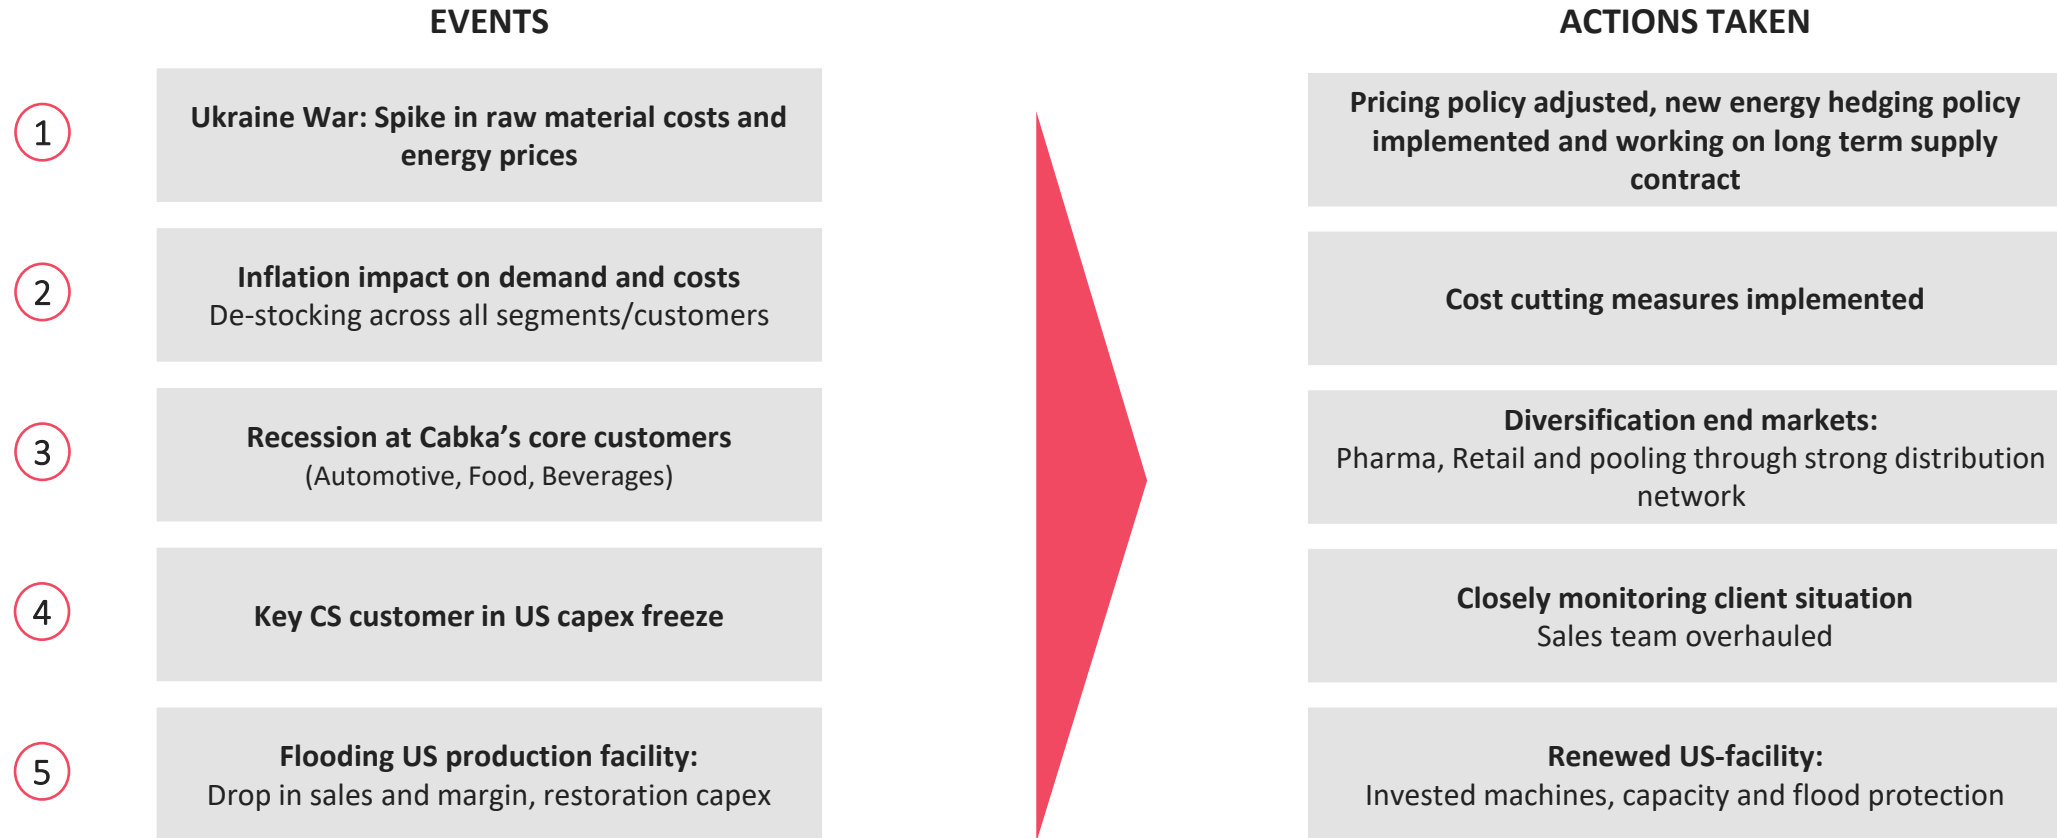 EVENTS
ACTIONS TAKEN
1
Ukraine War: Spike in raw material costs and
energy prices
Pricing policy adjusted, new energy hedging policy
implemented and working on long term supply
contract
2
Inflation impact on demand and costs
De-stocking across all segments/customers
Cost cutting measures implemented
3
Recession at Cabka’s core customers
(Automotive, Food, Beverages)
Diversification end markets:
Pharma, Retail and pooling through strong distribution
network
4
Key CS customer in US capex freeze
Closely monitoring client situation
Sales team overhauled
5
Flooding US production facility:
Drop in sales and margin, restoration capex
Renewed US-facility:
Invested machines, capacity and flood protection